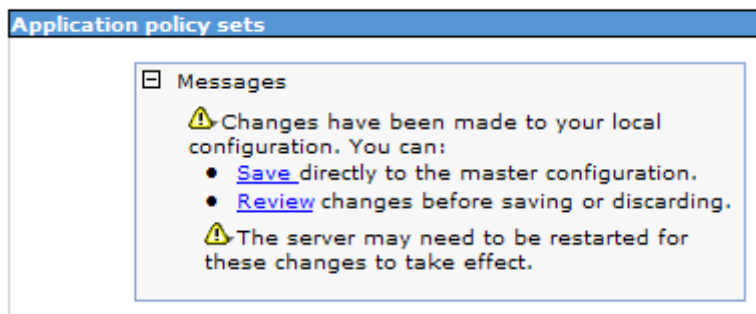 Application policy sets
Messages
Changes have been made to your local
configuration. You can:
Save directly to the master configuration.
Review changes before saving or discarding.
The server may need to be restarted for
these changes to take effect.